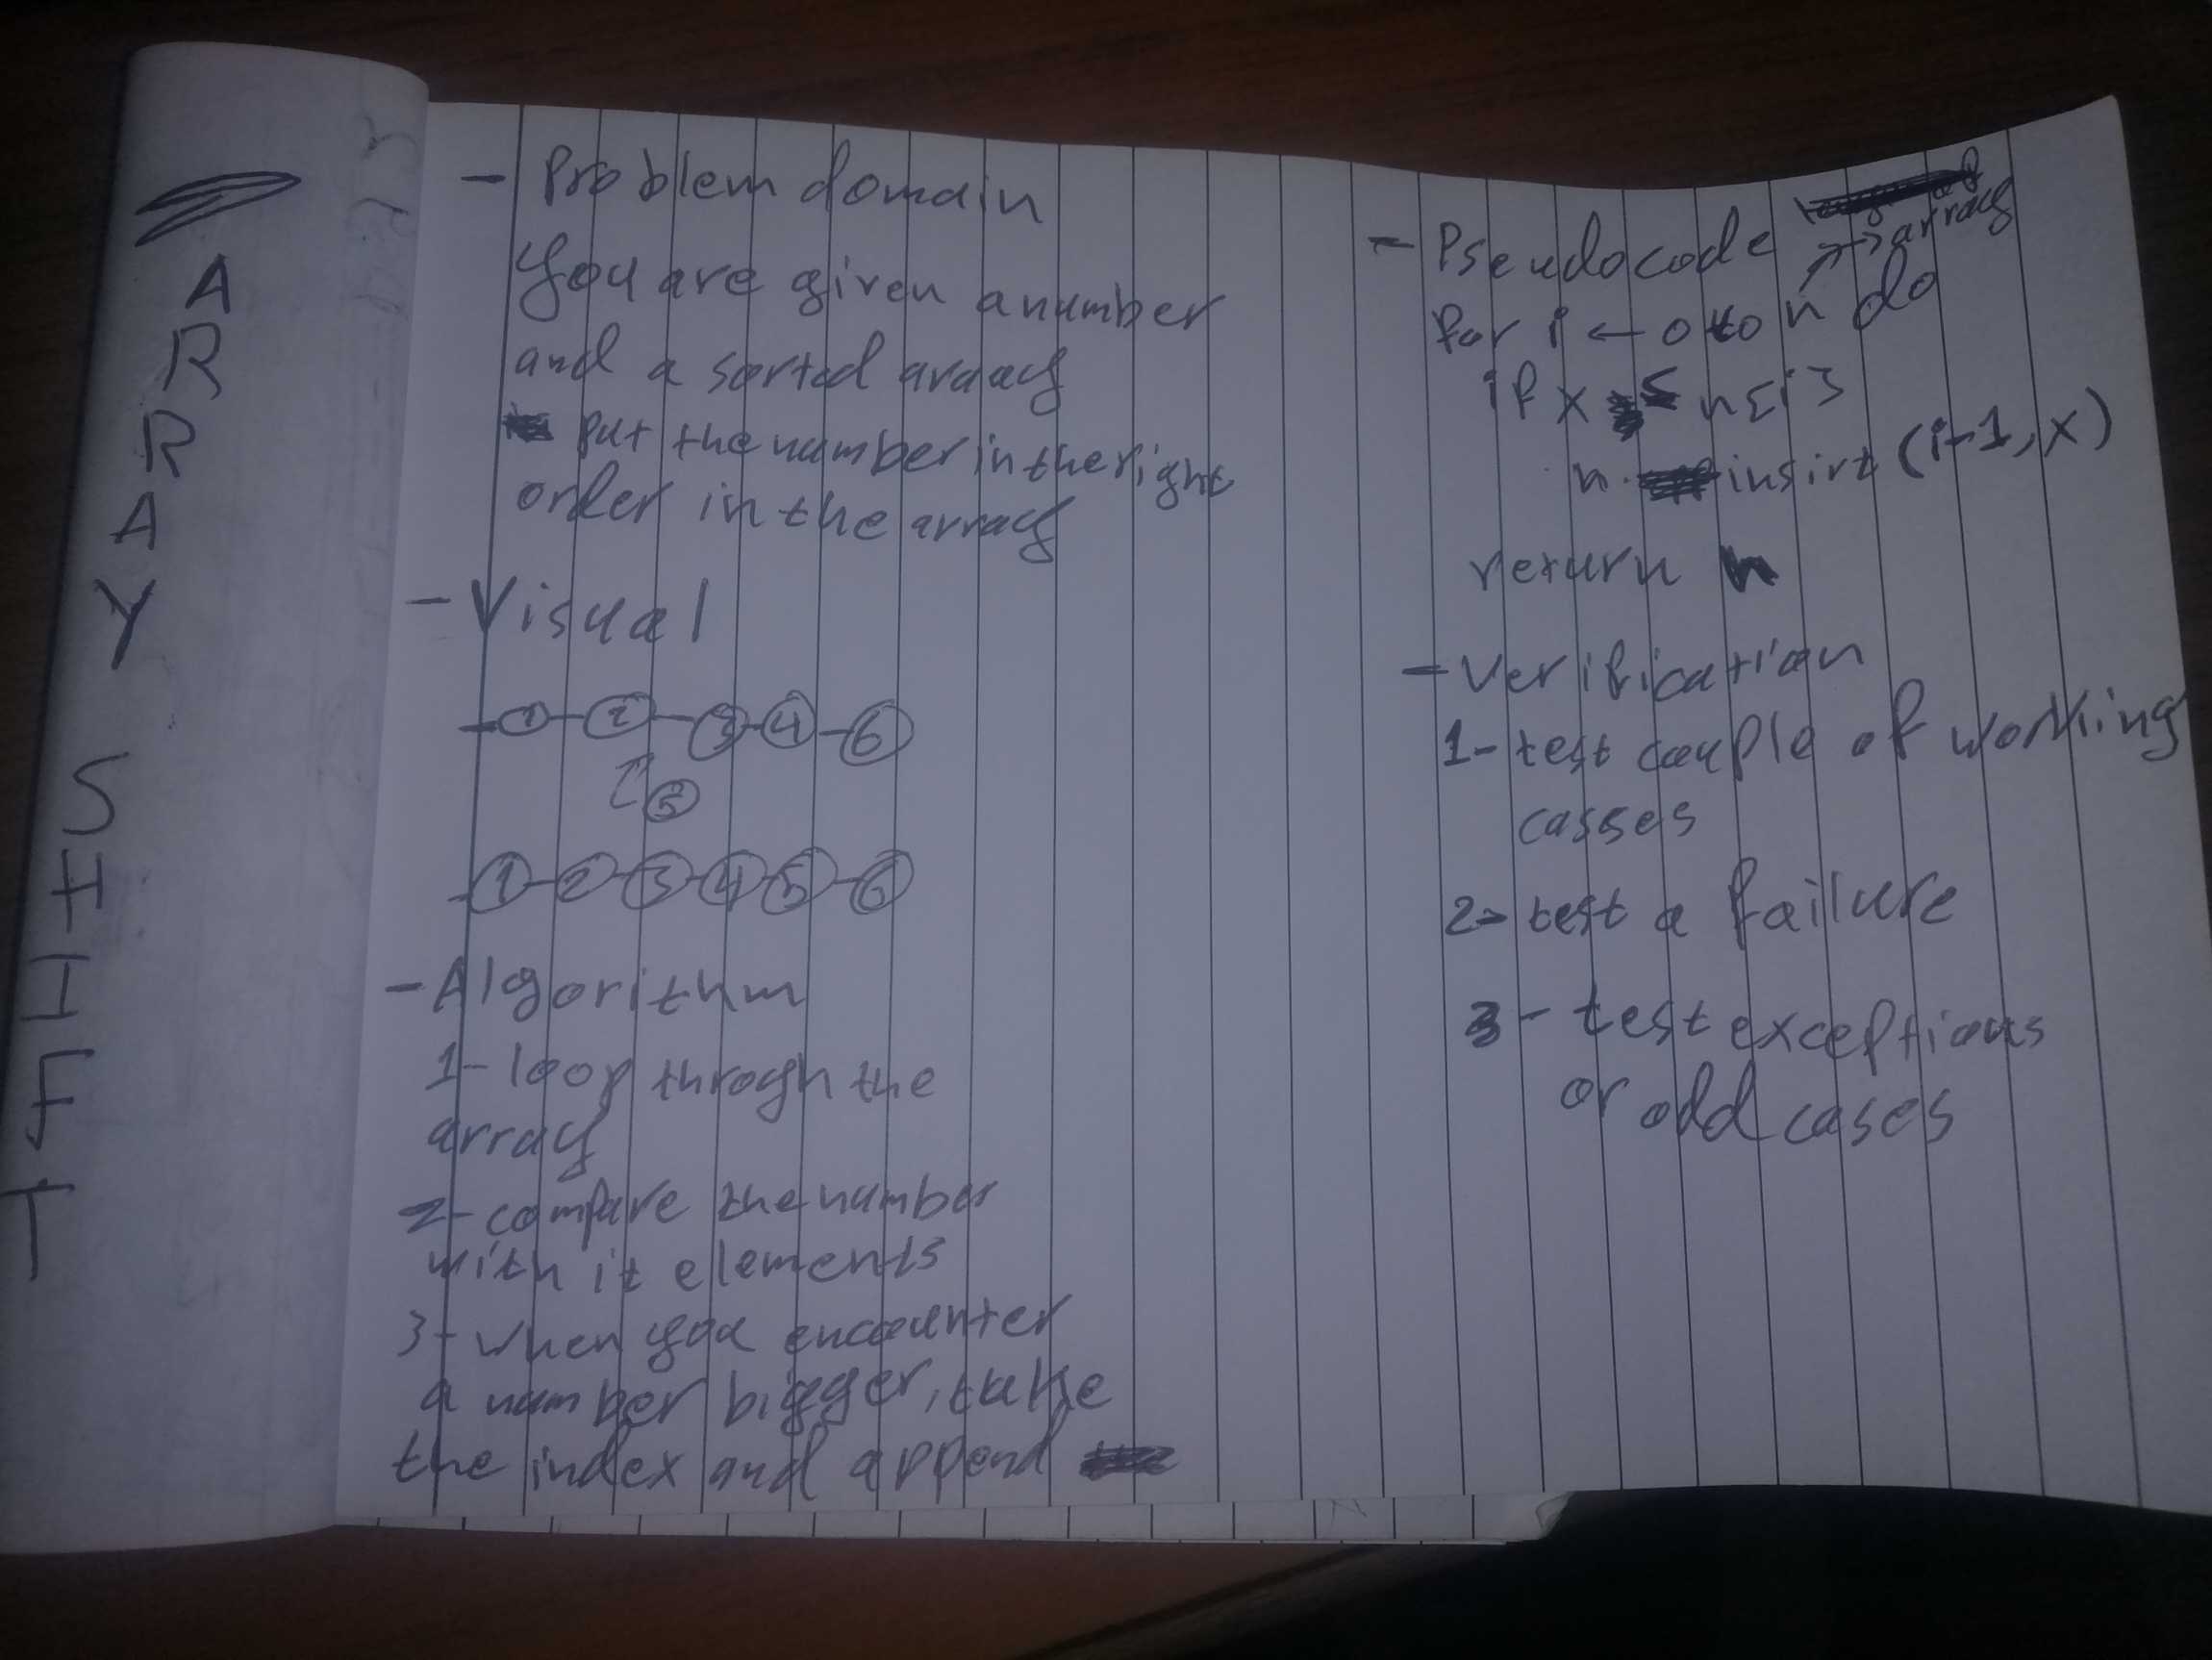 ARRAY SHIFT
- Problem domain
You are given a number
and a sorted araay
put the number in the right
order in the array
- Visual
1 - 2 - 3 - 4 - 6
5
1 - 2 - 3 - 4 - 5 - 6
- Algorithm
1- loop throgh the
array
2- compare the number
with it elements
3- when you encounter
a number bigger, take
the index and append
- Pseudocode
→ array
for i ← 0 to n do
if x ≤ n[i]
n. insirt (i-1, x)
return n
- Verification
1- test couple of working
casses
2- test a failure
3- test exceptions
or odd cases